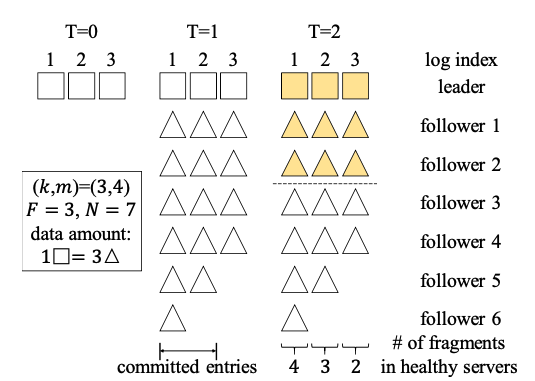 T=0 T=1 T=2
1 2 3 1 2 3 1 2 3 log index
leader
follower 1
follower 2
(k,m)=(3,4)
F = 3, N = 7
data amount:
1□= 3△
follower 3
follower 4
follower 5
follower 6
# of fragments
committed entries 4 3 2 in healthy servers